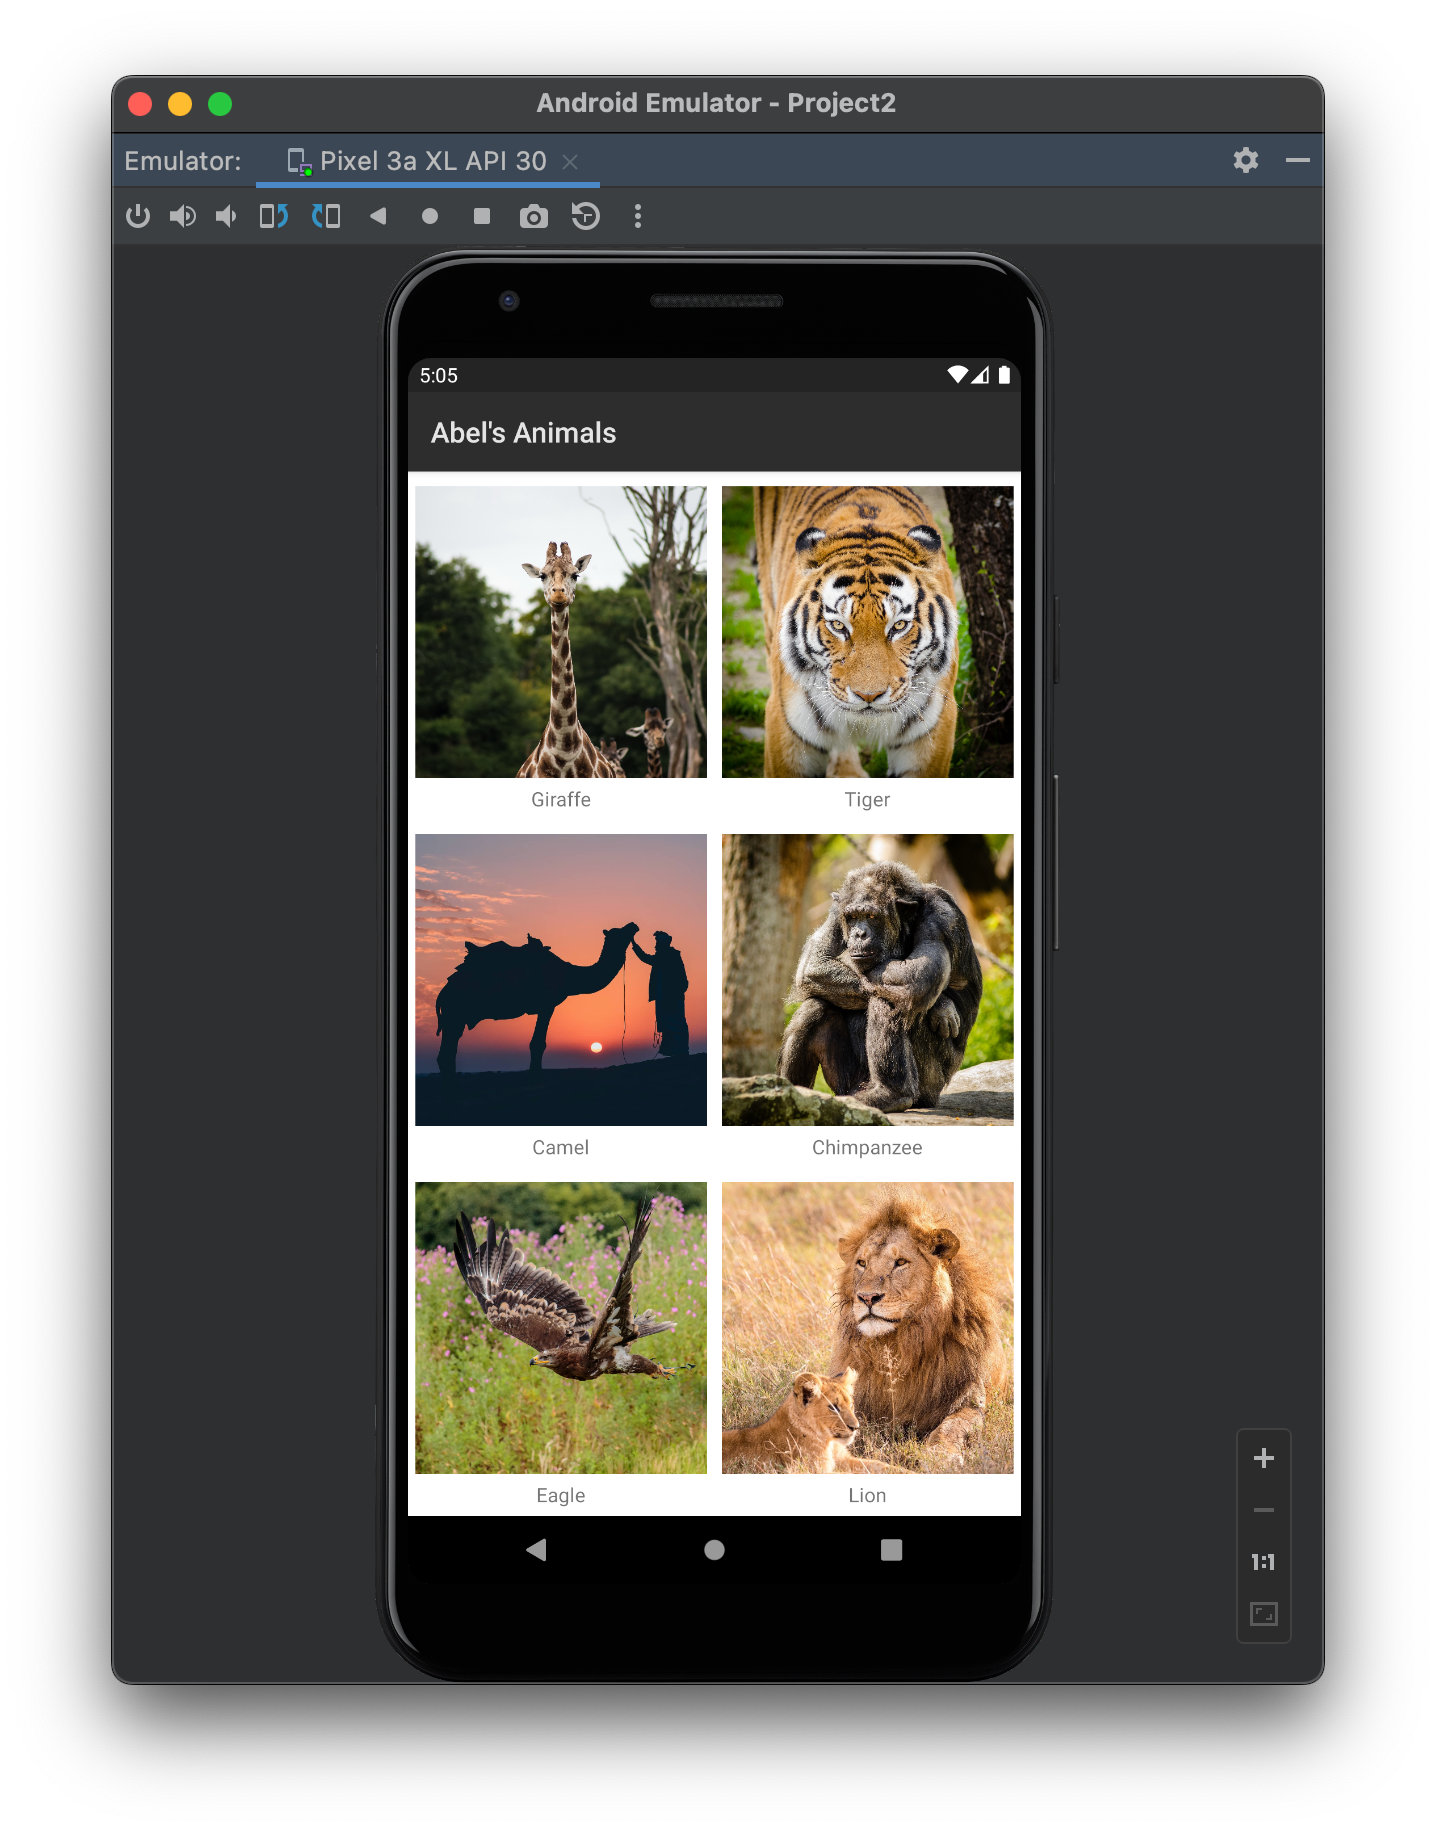 Android Emulator - Project2
Emulator: Pixel 3a XL API 30
5:05
Abel's Animals
Giraffe Tiger
Camel Chimpanzee
Eagle Lion
1:1